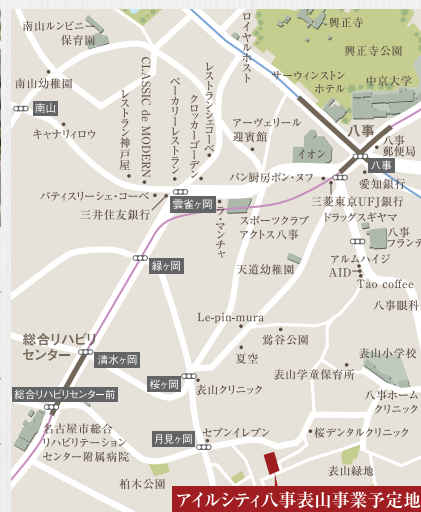 南山ルンビニー
保育園
ロイヤルホスト
興正寺
興正寺公園
サーウィンストン
ホテル
中京大学
南山幼稚園
南山
キャナリィロウ
CLASSIC de MODERN
レストラン神戸屋
ベーカリーレストラン
クロッカーゴーデン
レストランシェコーベ
アーヴェリール
迎賓館
イオン
八事
八事
郵便局
八事
愛知銀行
パン厨房ボン・ヌフ
パティスリーシェ・コーベ
三井住友銀行
雲雀ヶ岡
ラ・マンチャ
スポーツクラブ
アクトス八事
三菱東京UFJ銀行
ドラッグスギヤマ
八事
フランテ
緑ヶ岡
天道幼稚園
アルムハイジ
AID
Tao coffee
八事眼科
Le-pin-mura
夏空
鴬谷公園
総合リハビリ
センター
清水ヶ岡
表山小学校
表山学童保育所
桜ヶ岡
表山クリニック
八事ホーム
クリニック
総合リハビリセンター前
名古屋市総合
リハビリテーション
センター附属病院
月見ヶ岡
セブンイレブン
桜デンタルクリニック
柏木公園
表山緑地
アイルシティ八事表山事業予定地